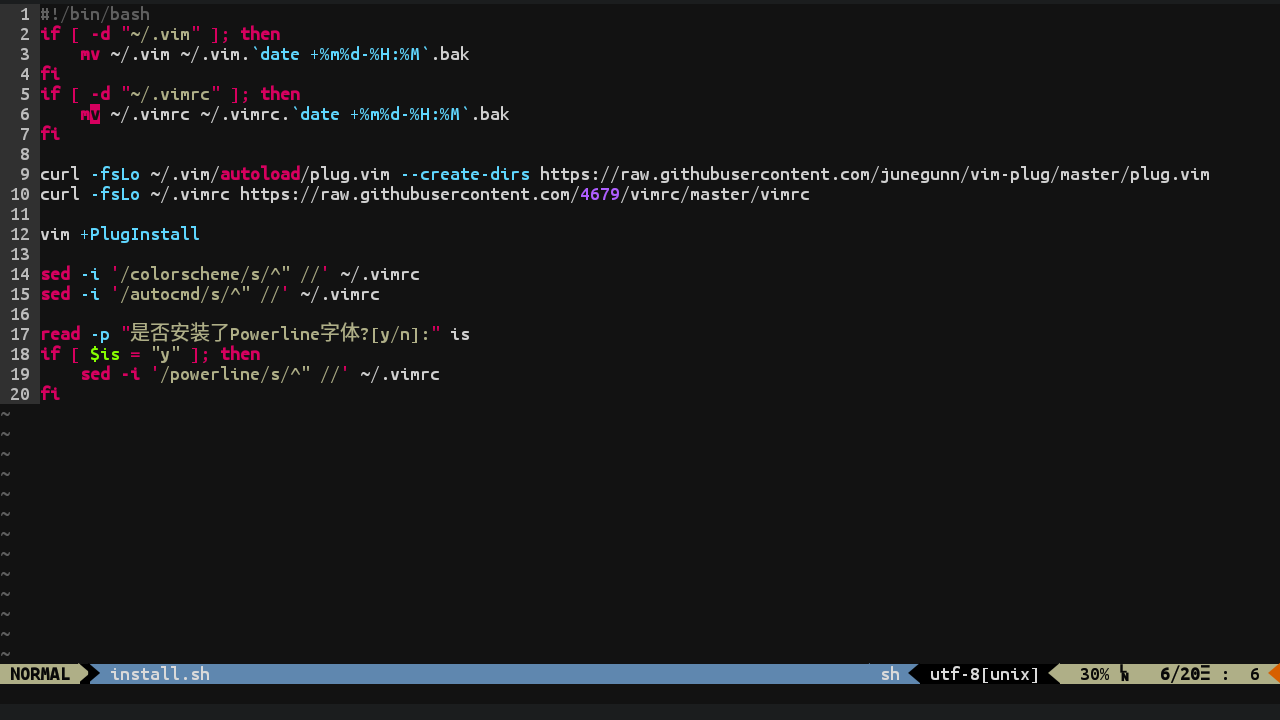 1 #!/bin/bash
2 if [ -d "~/.vim" ]; then
3     mv ~/.vim ~/.vim.`date +%m%d-%H:%M`.bak
4 fi
5 if [ -d "~/.vimrc" ]; then
6     mv ~/.vimrc ~/.vimrc.`date +%m%d-%H:%M`.bak
7 fi
8
9 curl -fsLo ~/.vim/autoload/plug.vim --create-dirs https://raw.githubusercontent.com/junegunn/vim-plug/master/plug.vim
10 curl -fsLo ~/.vimrc https://raw.githubusercontent.com/4679/vimrc/master/vimrc
11
12 vim +PlugInstall
13
14 sed -i '/colorscheme/s/^" //' ~/.vimrc
15 sed -i '/autocmd/s/^" //' ~/.vimrc
16
17 read -p "是否安装了Powerline字体?[y/n]:" is
18 if [ $is = "y" ]; then
19     sed -i '/powerline/s/^" //' ~/.vimrc
20 fi
~
~
~
~
~
~
~
~
~
~
~
~
~
NORMAL install.sh sh utf-8[unix] 30% 6/20☰ : 6